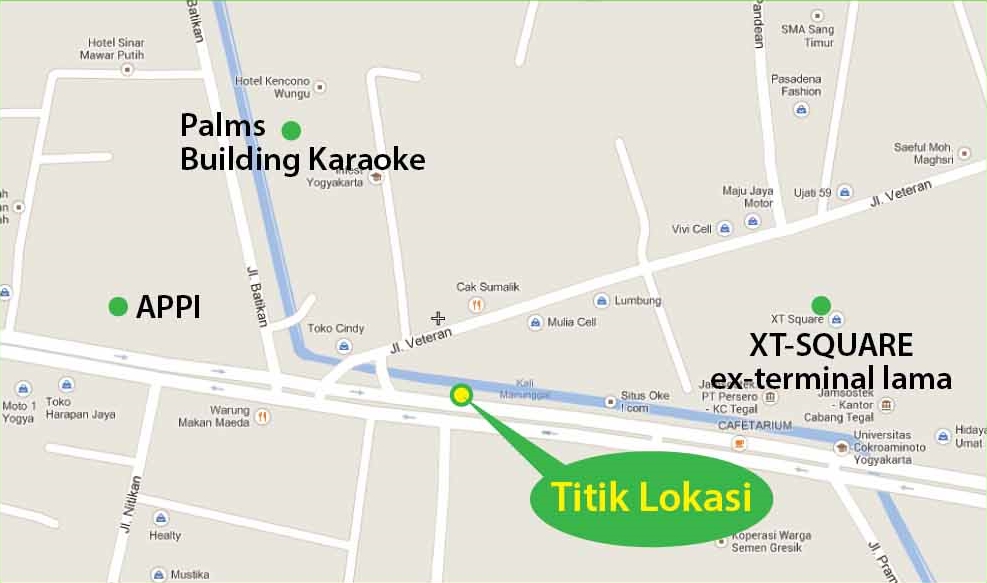 Batikan
Pandean
SMA Sang
Timur
Hotel Sinar
Mawar Putih
Hotel Kencono
Wungu
Pasadena
Fashion
Palms
Building Karaoke
Yogyakarta
Saeful Moh.
Maghsri
Maju Jaya
Motor
Ujati 59
Jl. Veteran
Vivi Cell
Jl. Batikan
APPI
Cak Sumalik
Lumbung
XT Square
Toko Cindy
Jl. Veteran
Mulia Cell
XT-SQUARE
ex-terminal lama
Kali
Manunggal
Moto 1
Yogya
Toko
Harapan Jaya
Warung
Makan Maeda
Situs Oke
! com
Jamsostek
PT Persero
- KC Tegal
Jamsostek
- Kantor
Cabang Tegal
CAFETARIUM
Universitas
Cokroaminoto
Yogyakarta
Hidaya
Umat
Titik Lokasi
Jl. Nitikan
Healty
Koperasi Warga
Semen Gresik
Jl. Pram
Mustika